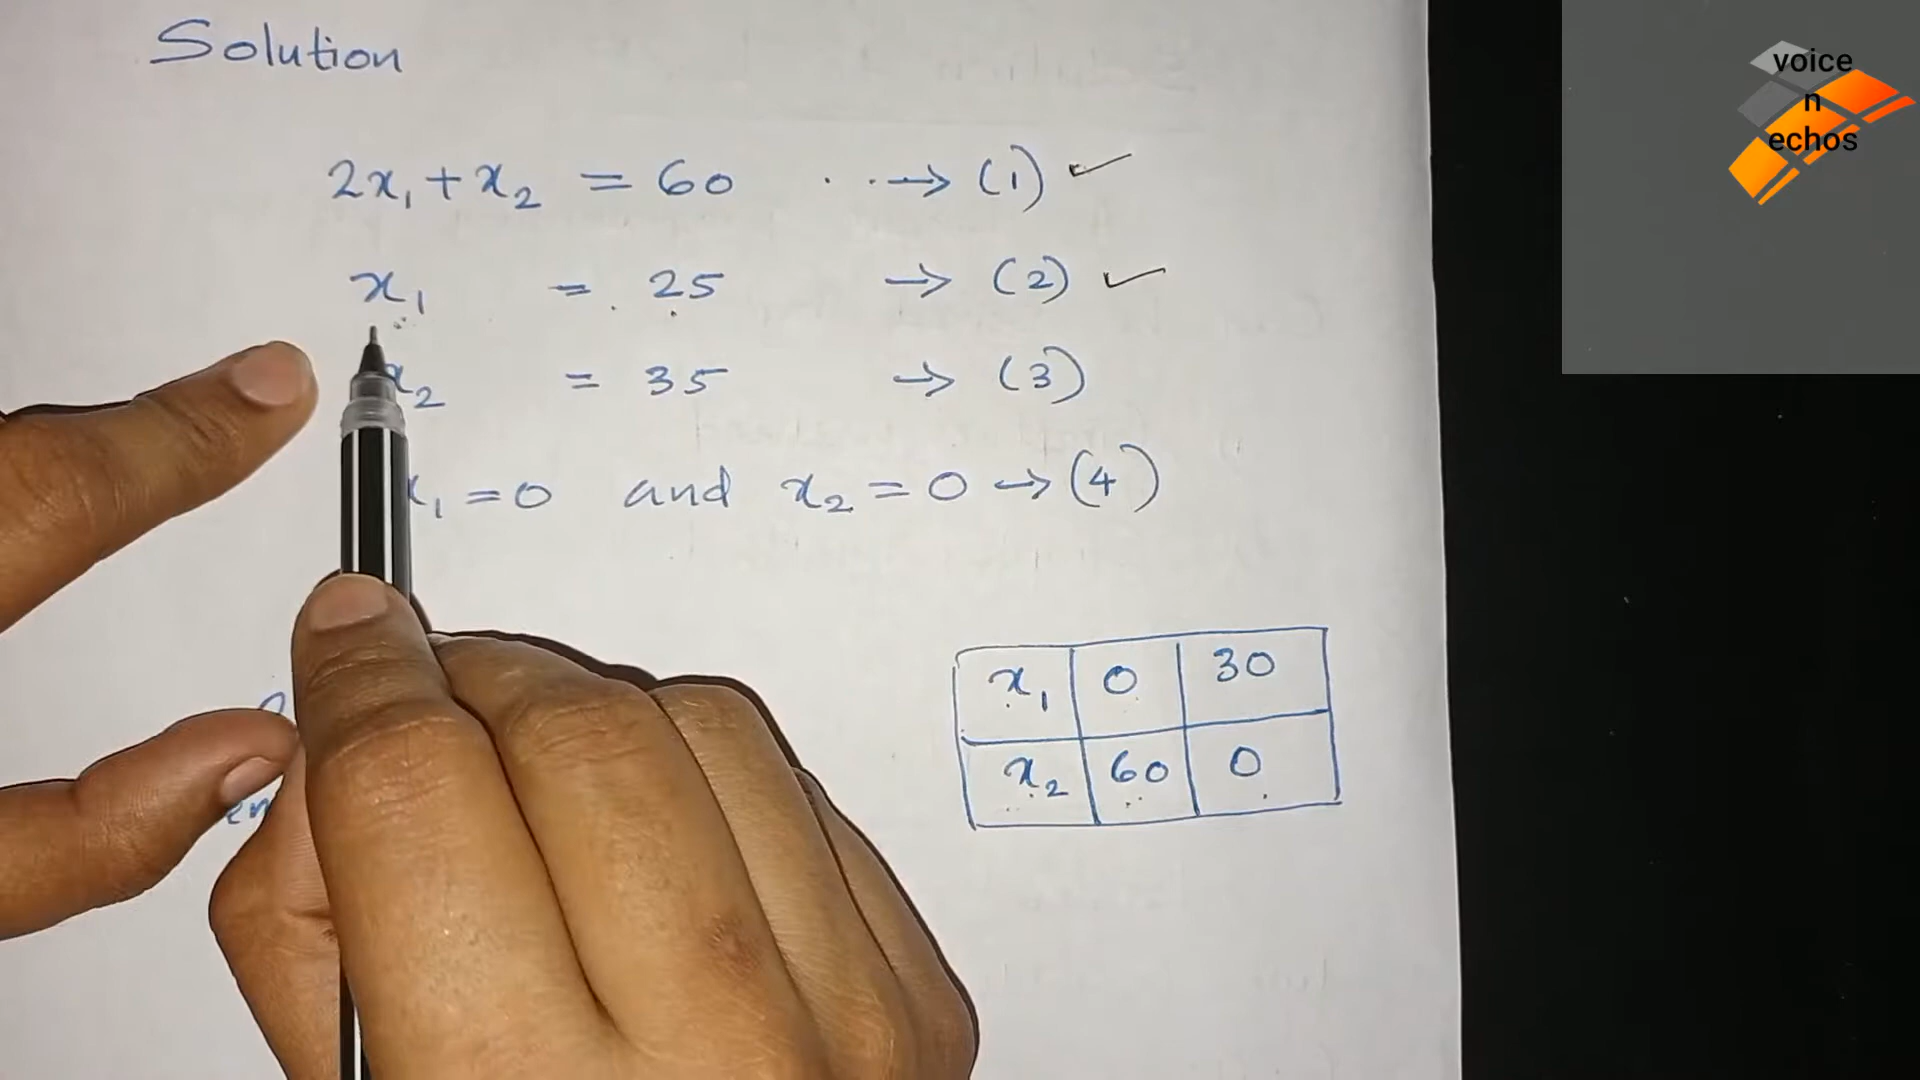 Solution
2x₁ + x₂ = 60 ...→ (1) ✓
x₁ = 25 → (2) ✓
x₂ = 35 → (3)
x₁ = 0 and x₂ = 0 → (4)
x₁ 0 30
x₂ 60 0
voice
n
echos